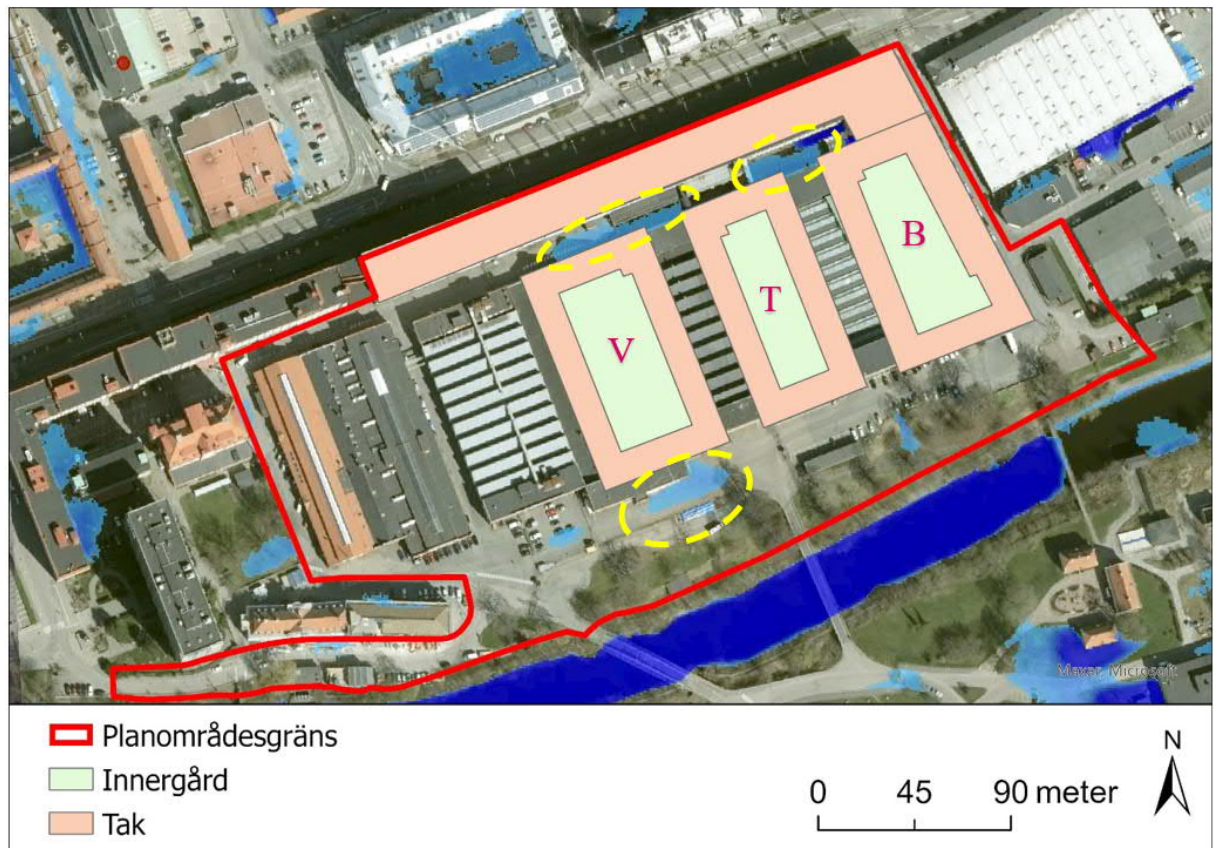 B
T
V
Maxar, Microsoft
Planområdesgräns
Innergård
Tak
0 45 90 meter
N